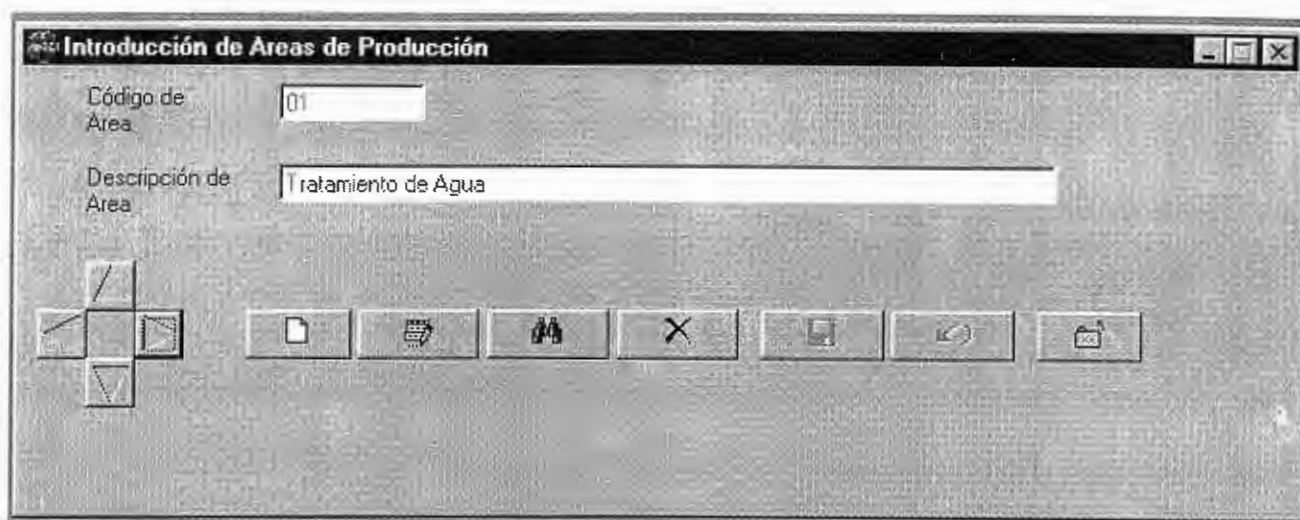 Introducción de Areas de Producción
Código de
Area
01
Descripción de
Area
Tratamiento de Agua